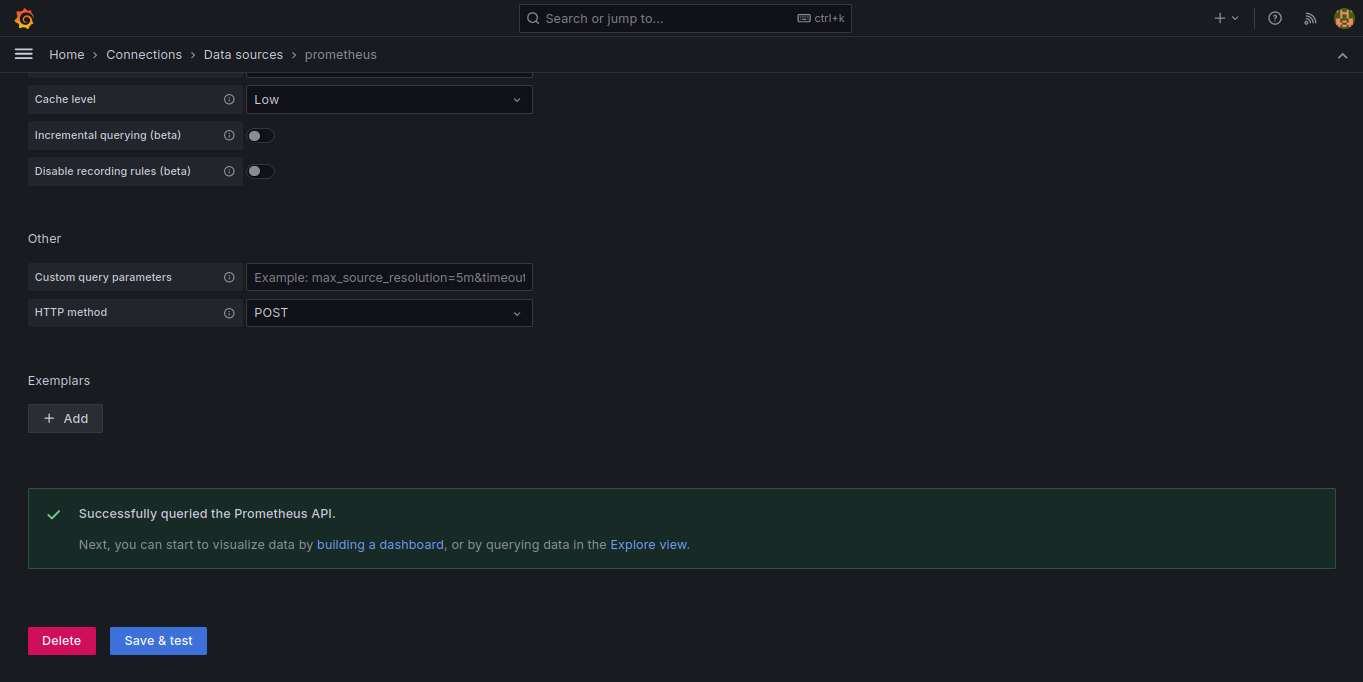 Search or jump to...
ctrl+k
Home › Connections › Data sources › prometheus
Cache level
Low
Incremental querying (beta)
Disable recording rules (beta)
Other
Custom query parameters
Example: max_source_resolution=5m&timeout
HTTP method
POST
Exemplars
+ Add
Successfully queried the Prometheus API.
Next, you can start to visualize data by building a dashboard, or by querying data in the Explore view.
Delete
Save & test